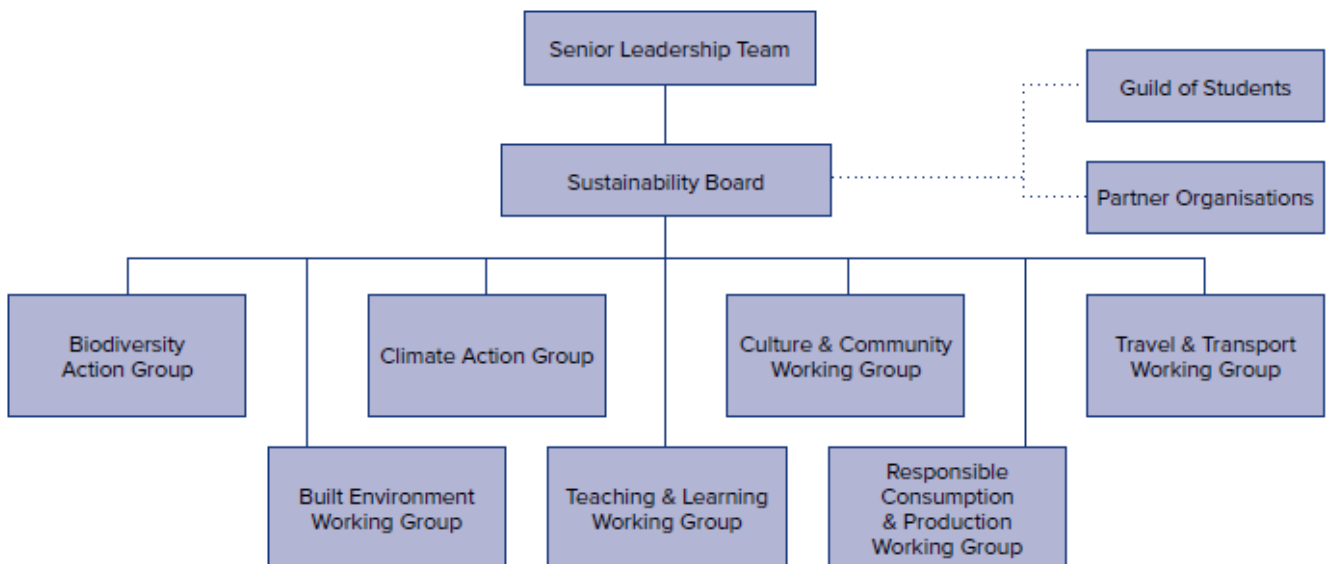 Senior Leadership Team
Guild of Students
Sustainability Board
Partner Organisations
Biodiversity
Action Group
Climate Action Group
Culture & Community
Working Group
Travel & Transport
Working Group
Built Environment
Working Group
Teaching & Learning
Working Group
Responsible
Consumption
& Production
Working Group